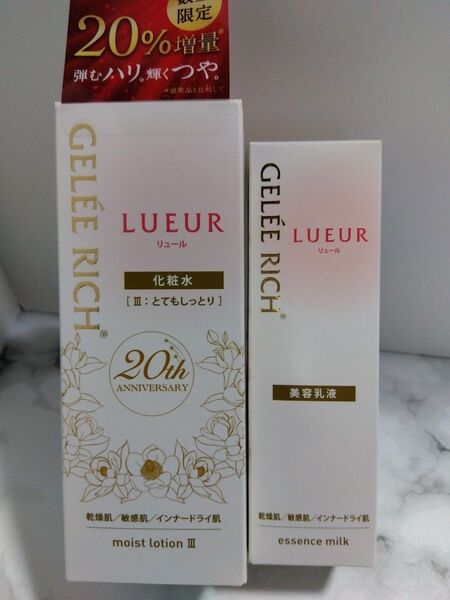 限定
20%増量*
弾むハリ。輝くつや。
*通常品と比較して
GELÉE RICH®
LUEUR
リュール
化粧水
[Ⅲ:とてもしっとり]
20th
ANNIVERSARY
乾燥肌/敏感肌/インナードライ肌
moist lotion Ⅲ
GELÉE RICH®
LUEUR
リュール
美容乳液
乾燥肌/敏感肌/インナードライ肌
essence milk